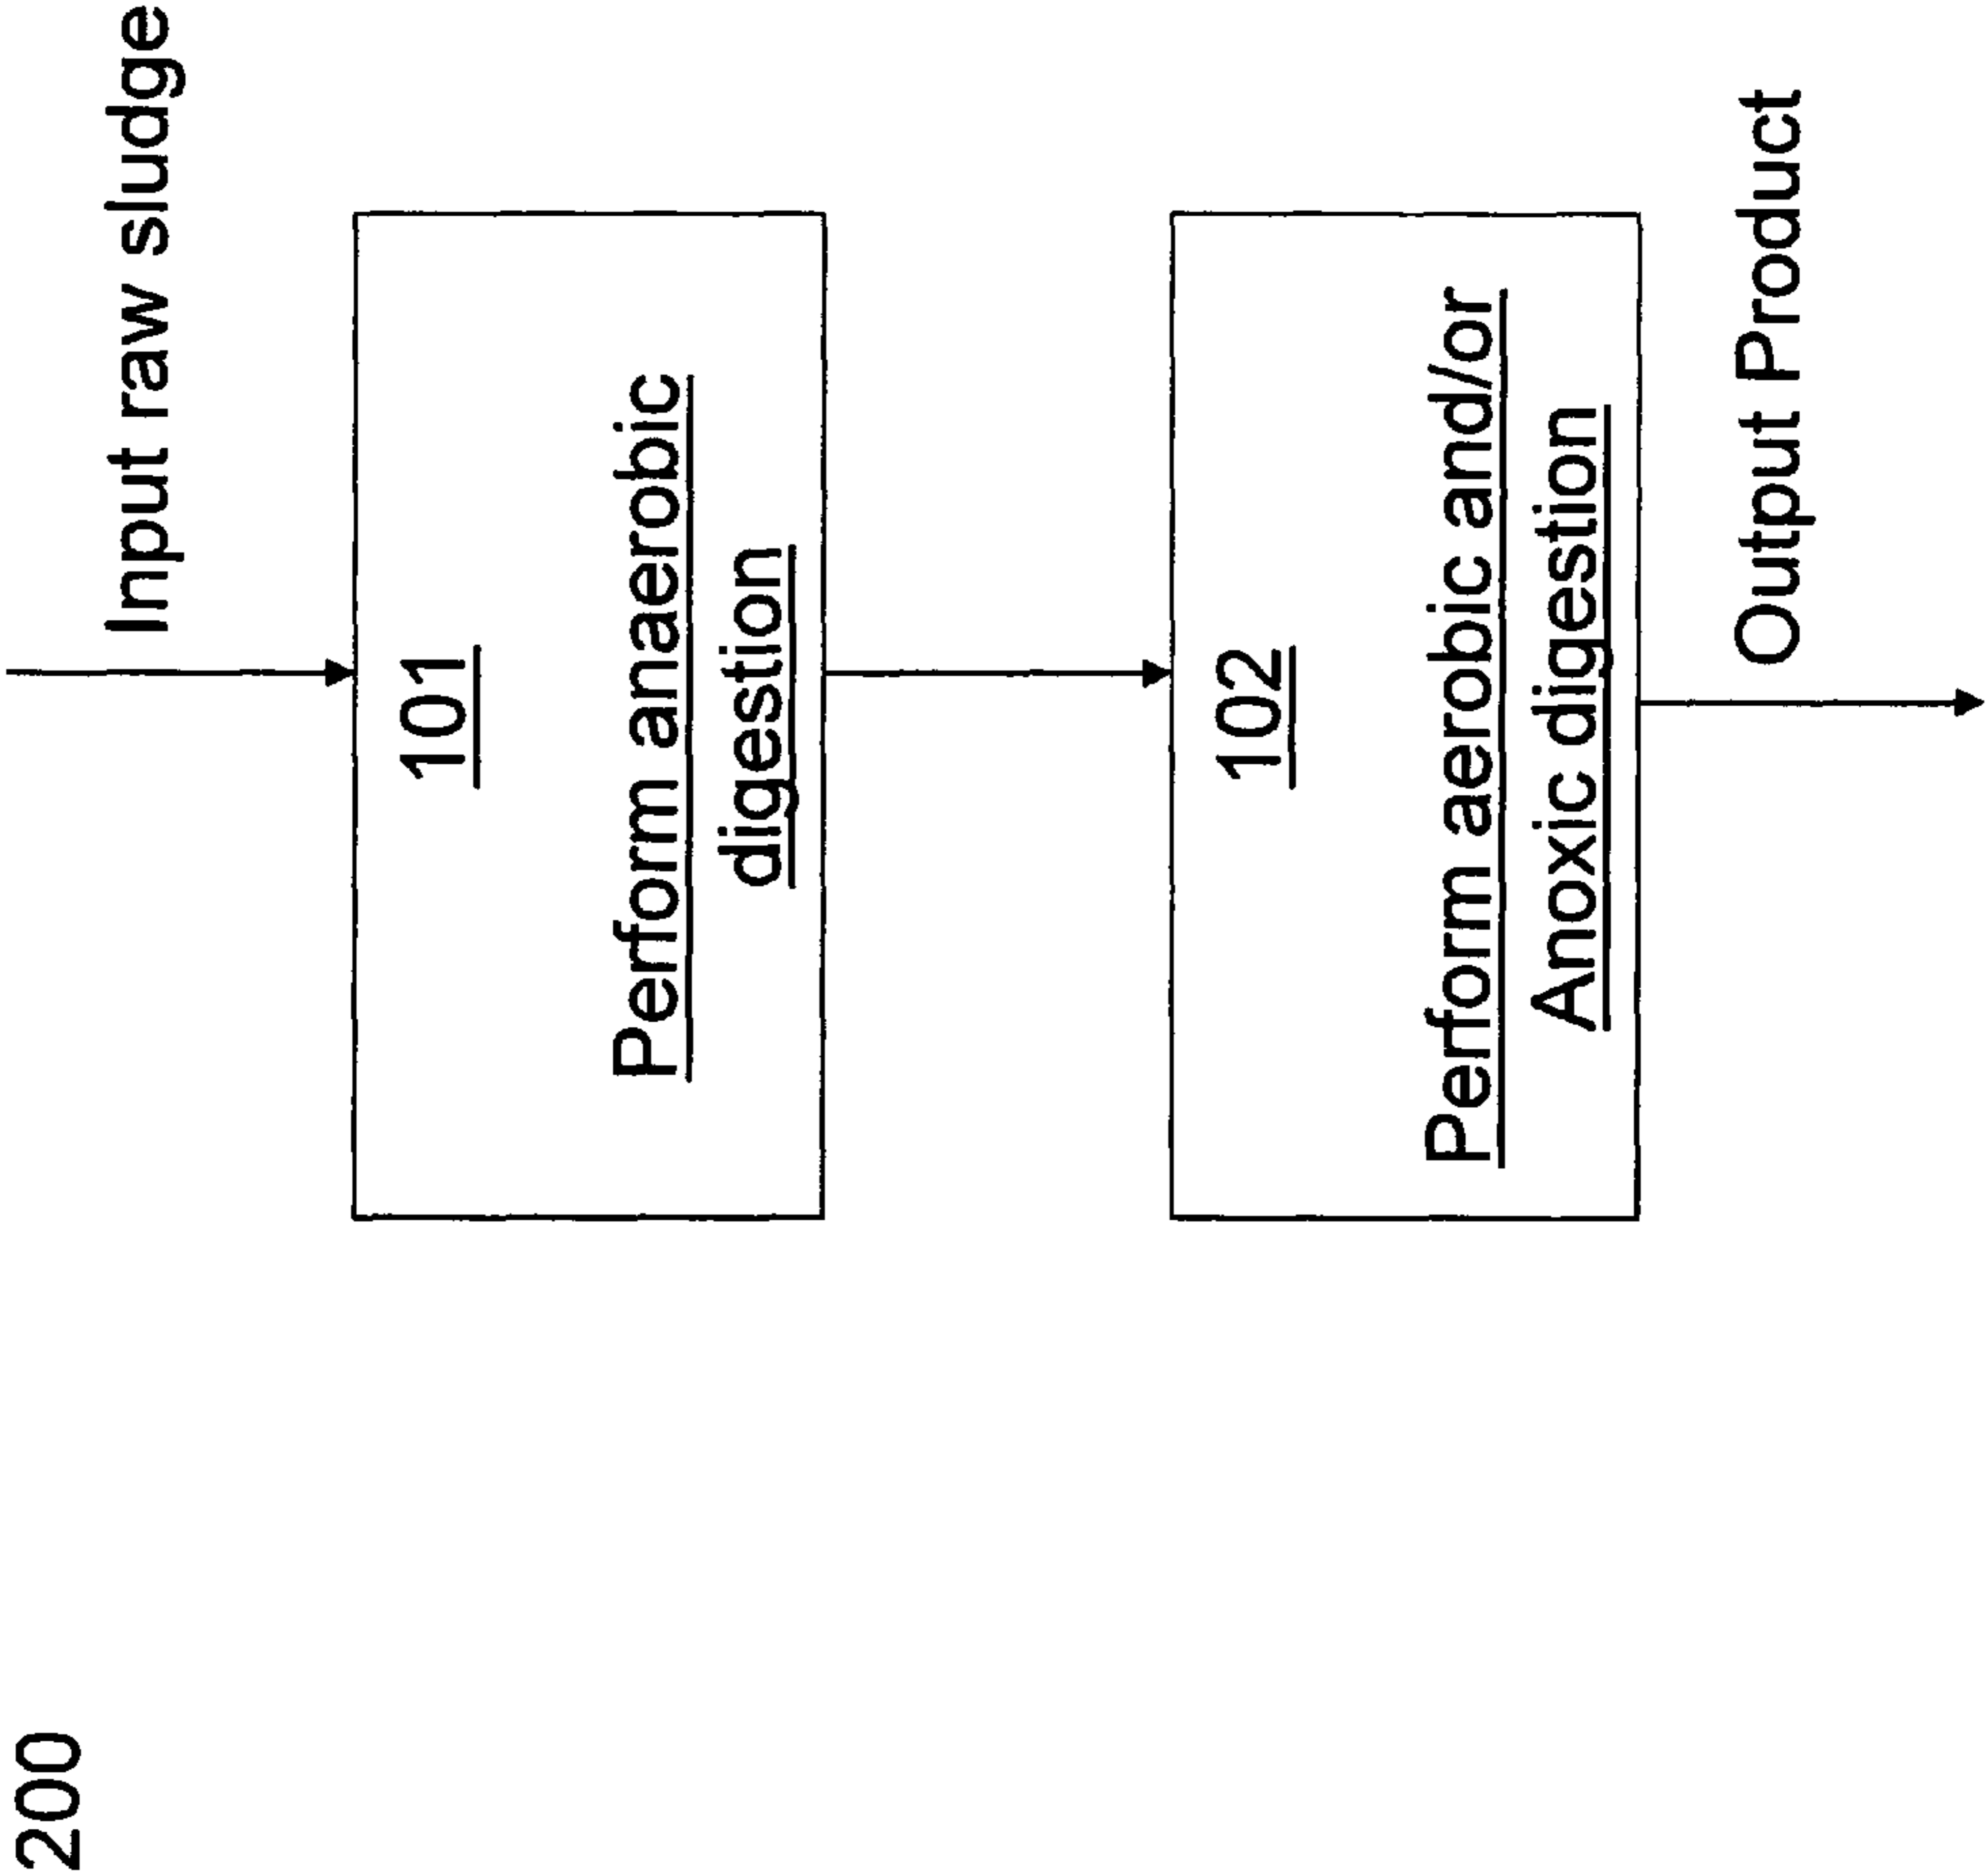 200
Input raw sludge
101
Perform anaerobic
digestion
102
Perform aerobic and/or
Anoxic digestion
Output Product